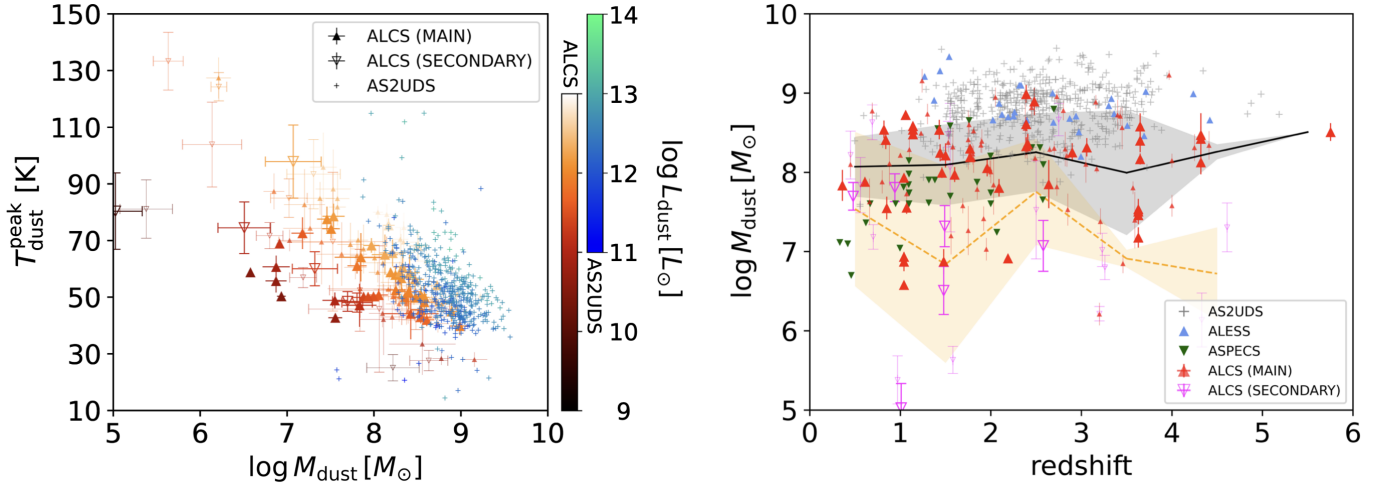 150
130
110
90
70
50
30
10
T_dust^peak [K]
5 6 7 8 9 10
log M_dust [M_⊙]
ALCS (MAIN)
ALCS (SECONDARY)
AS2UDS
ALCS
AS2UDS
14
13
12
11
10
9
log L_dust [L_⊙]
10
9
8
7
6
5
log M_dust [M_⊙]
0 1 2 3 4 5 6
redshift
AS2UDS
ALESS
ASPECS
ALCS (MAIN)
ALCS (SECONDARY)